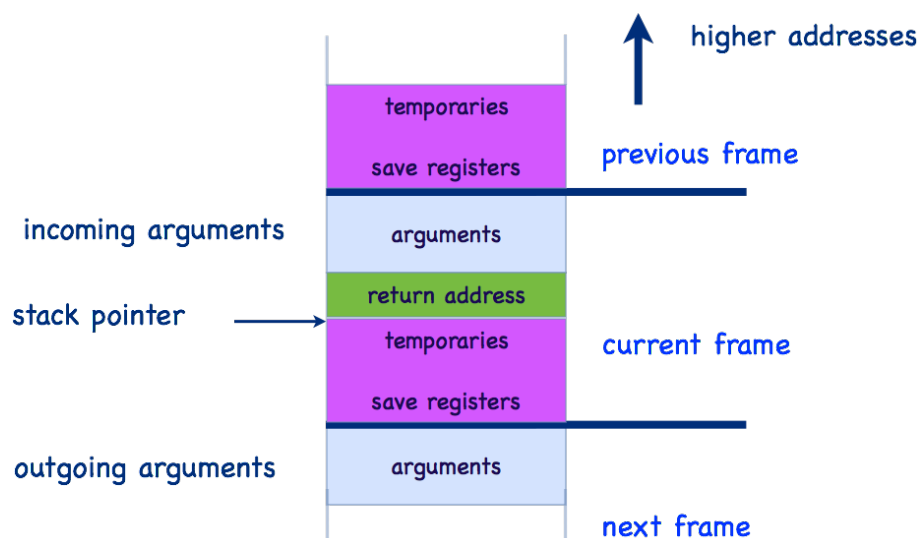 higher addresses
temporaries
save registers
previous frame
incoming arguments
arguments
return address
stack pointer
temporaries
current frame
save registers
outgoing arguments
arguments
next frame